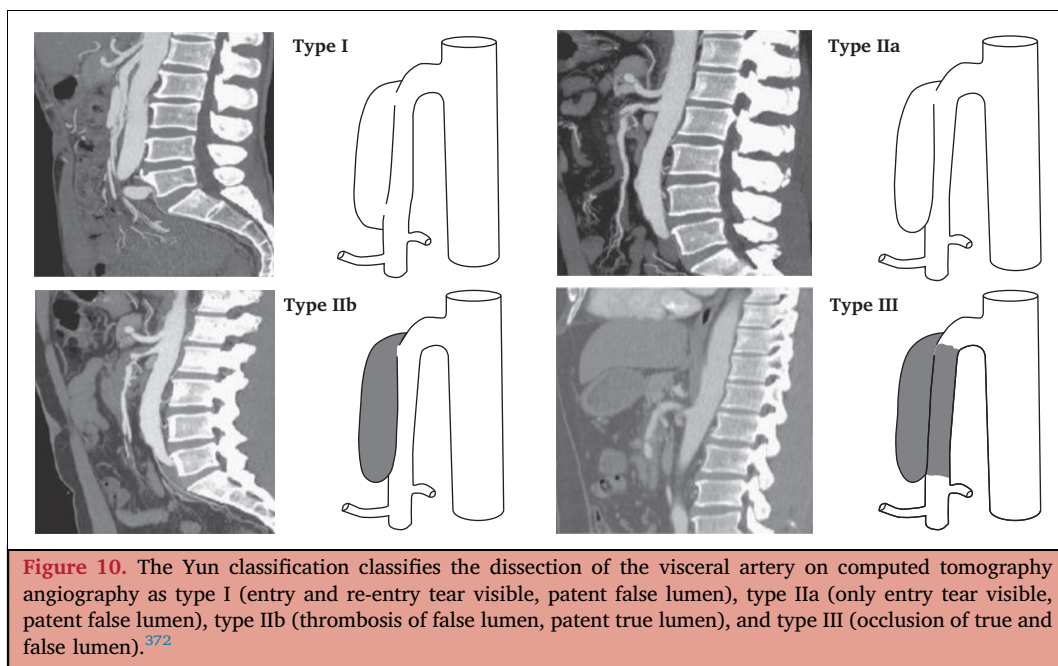 Type I
Type IIa
Type IIb
Type III
Figure 10. The Yun classification classifies the dissection of the visceral artery on computed tomography
angiography as type I (entry and re-entry tear visible, patent false lumen), type IIa (only entry tear visible,
patent false lumen), type IIb (thrombosis of false lumen, patent true lumen), and type III (occlusion of true and
false lumen).372